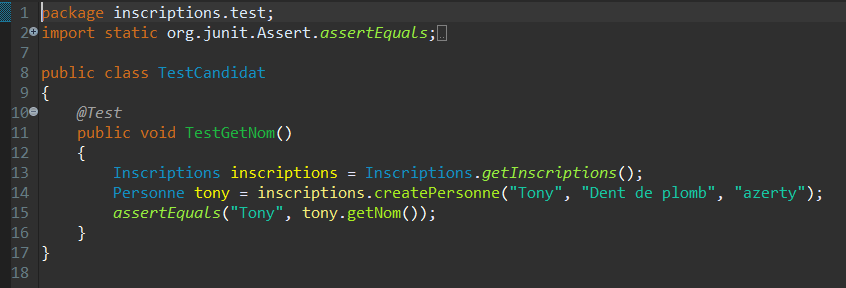 1 package inscriptions.test;
2 import static org.junit.Assert.assertEquals;
7
8 public class TestCandidat
9 {
10 @Test
11 public void TestGetNom()
12 {
13 Inscriptions inscriptions = Inscriptions.getInscriptions();
14 Personne tony = inscriptions.createPersonne("Tony", "Dent de plomb", "azerty");
15 assertEquals("Tony", tony.getNom());
16 }
17 }
18